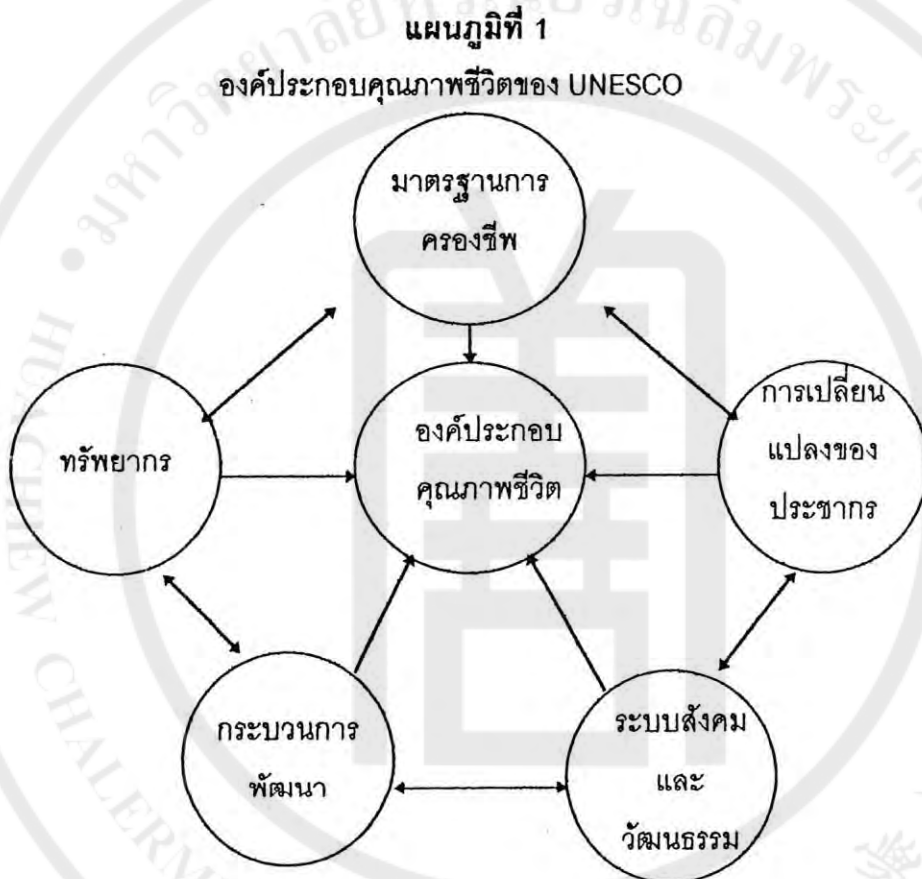 แผนภูมิที่ 1
องค์ประกอบคุณภาพชีวิตของ UNESCO
มาตรฐานการ
ครองชีพ
ทรัพยากร
องค์ประกอบ
คุณภาพชีวิต
การเปลี่ยน
แปลงของ
ประชากร
กระบวนการ
พัฒนา
ระบบสังคม
และ
วัฒนธรรม